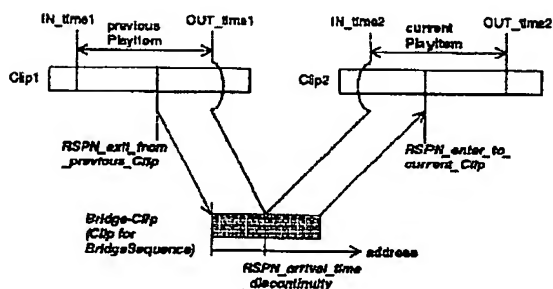 IN_time1
previous
PlayItem
OUT_time1
IN_time2
current
PlayItem
OUT_time2
Clip1
Clip2
RSPN_exit_from
_previous_Clip
RSPN_enter_to_
current_Clip
Bridge-Clip
(Clip for
BridgeSequence)
address
RSPN_arrival_time
discontinuity